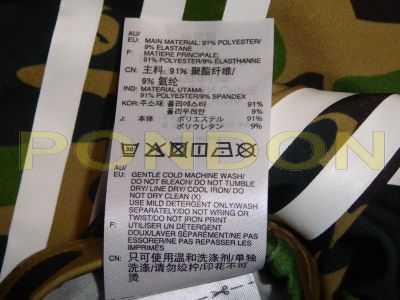 AU/
EU: MAIN MATERIAL: 91% POLYESTER/
9% ELASTANE
F: MATIERE PRINCIPALE:
91% POLYESTER/9% ELASTHANNE
CN: 主料: 91% 聚酯纤维/
9% 氨纶
IND: MATERIAL UTAMA:
91% POLYESTER/9% SPANDEX
KOR: 주소재: 폴리에스터 91%
폴리우레탄 9%
J: 本体 ポリエステル 91%
ポリウレタン 9%
PONDON
30
AU/
EU: GENTLE COLD MACHINE WASH/
DO NOT BLEACH/ DO NOT TUMBLE
DRY/ LINE DRY/ COOL IRON/ DO
NOT DRY CLEAN (X)
USE MILD DETERGENT ONLY/WASH
SEPARATELY/DO NOT WRING OR
TWIST/DO NOT IRON PRINT
F: UTILISER UN DETERGENT
DOUX/LAVER SÉPARÉMENT/NE PAS
ESSORER/NE PAS REPASSER LES
IMPRIMÉS
CN: 只可使用温和洗涤剂/单独
洗涤/请勿绞拧/印花不可
烫